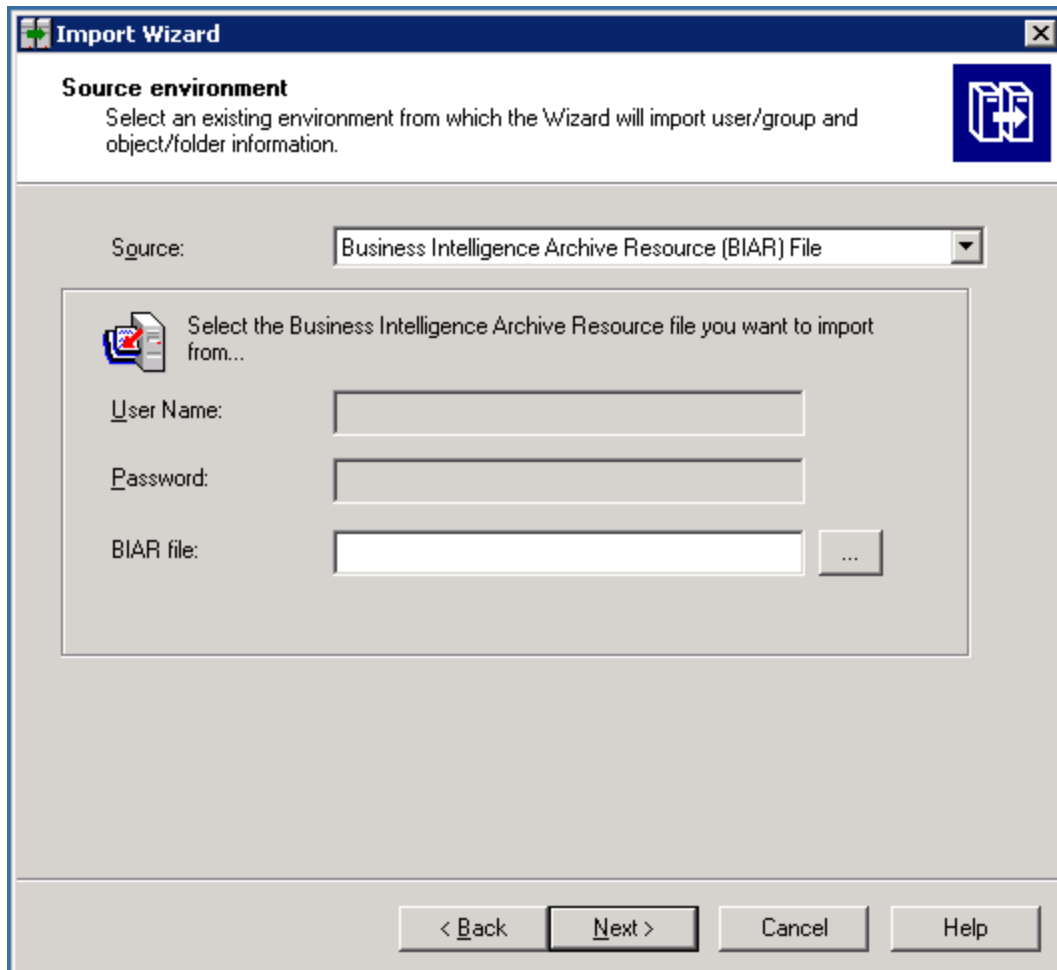 Import Wizard
Source environment
Select an existing environment from which the Wizard will import user/group and
object/folder information.
Source:
Business Intelligence Archive Resource (BIAR) File
Select the Business Intelligence Archive Resource file you want to import
from...
User Name:
Password:
BIAR file:
...
< Back
Next >
Cancel
Help